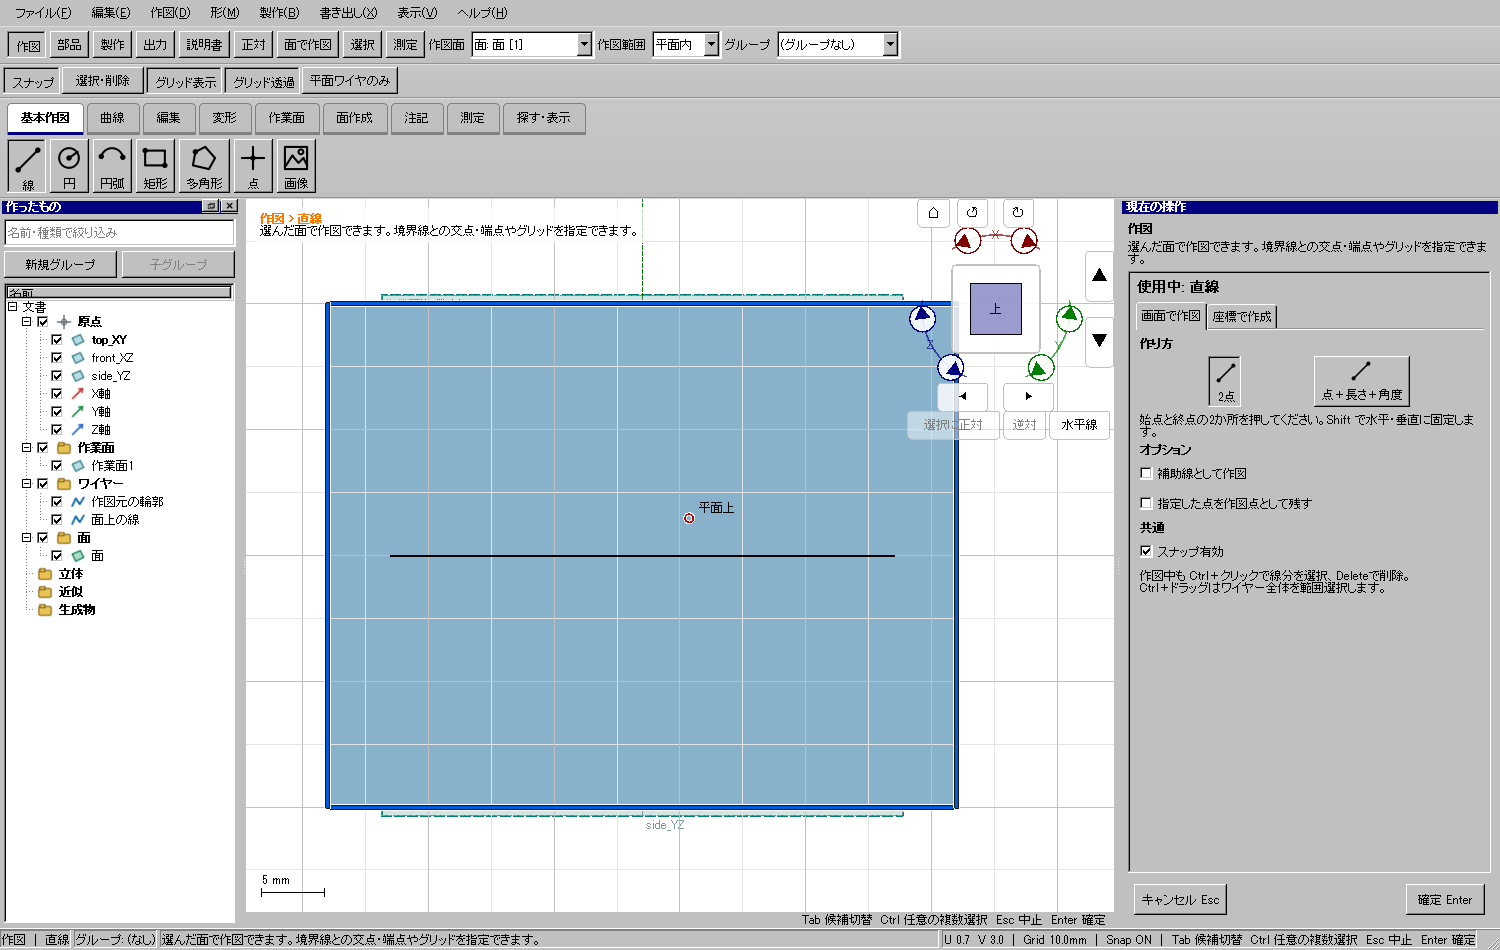 ファイル(F) 編集(E) 作図(D) 形(M) 製作(B) 書き出し(X) 表示(V) ヘルプ(H)
作図 部品 製作 出力 説明書 正対 面で作図 選択 測定 作図面 面: 面 [1] 作図範囲 平面内 グループ (グループなし)
スナップ 選択・削除 グリッド表示 グリッド透過 平面ワイヤのみ
基本作図 曲線 編集 変形 作業面 面作成 注記 測定 探す・表示
線 円 円弧 矩形 多角形 点 画像
作ったもの
名前・種類で絞り込み
新規グループ 子グループ
名前
文書
原点
top_XY
front_XZ
side_YZ
X軸
Y軸
Z軸
作業面
作業面1
ワイヤー
作図元の輪郭
面上の線
面
面
立体
近似
生成物
作図 > 直線
選んだ面で作図できます。境界線との交点・端点やグリッドを指定できます。
X
上
Z
Y
選択に正対 逆対 水平線
平面上
side_YZ
5 mm
Tab 候補切替 Ctrl 任意の複数選択 Esc 中止 Enter 確定
現在の操作
作図
選んだ面で作図できます。境界線との交点・端点やグリッドを指定できます。
使用中: 直線
画面で作図 座標で作成
作り方
2点 点＋長さ＋角度
始点と終点の2か所を押してください。Shift で水平・垂直に固定します。
オプション
補助線として作図
指定した点を作図点として残す
共通
スナップ有効
作図中も Ctrl＋クリックで線分を選択、Deleteで削除。
Ctrl＋ドラッグはワイヤー全体を範囲選択します。
キャンセル Esc 確定 Enter
作図 | 直線 グループ: (なし) 選んだ面で作図できます。境界線との交点・端点やグリッドを指定できます。 U 0.7 V 3.0 | Grid 10.0mm | Snap ON | Tab 候補切替 Ctrl 任意の複数選択 Esc 中止 Enter 確定